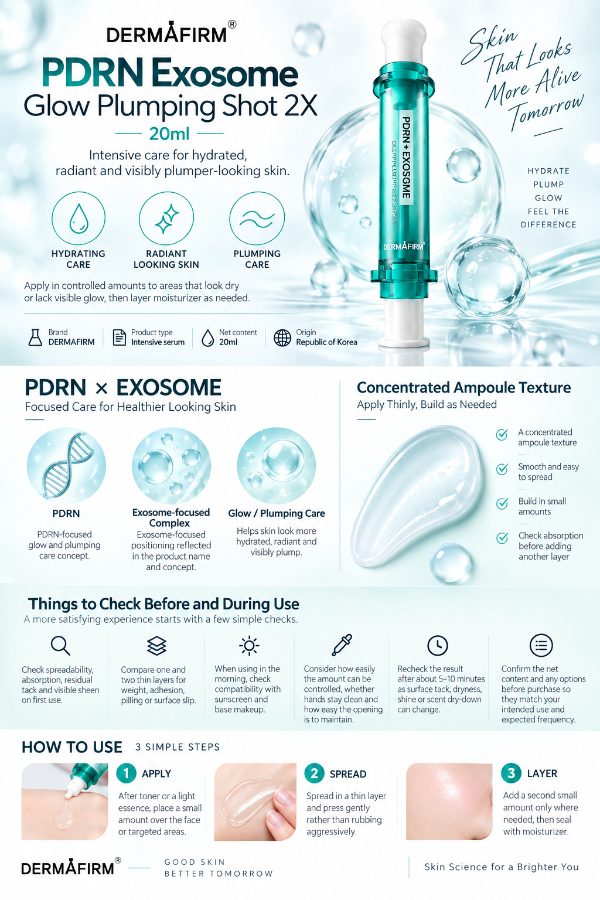 DERMAFIRM®
PDRN Exosome
Glow Plumping Shot 2X
20ml
Intensive care for hydrated,
radiant and visibly plumper-looking skin.
HYDRATING
CARE
RADIANT
LOOKING SKIN
PLUMPING
CARE
Apply in controlled amounts to areas that look dry
or lack visible glow, then layer moisturizer as needed.
Brand
DERMAFIRM
Product type
Intensive serum
Net content
20ml
Origin
Republic of Korea
Skin
That Looks
More Alive
Tomorrow
HYDRATE
PLUMP
GLOW
FEEL THE
DIFFERENCE
PDRN+EXOSOME
DERMAFIRM
PDRN × EXOSOME
Focused Care for Healthier Looking Skin
PDRN
PDRN-focused
glow and plumping
care concept.
Exosome-focused
Complex
Exosome-focused
positioning reflected
in the product name
and concept.
Glow / Plumping Care
Helps skin look more
hydrated, radiant and
visibly plump.
Concentrated Ampoule Texture
Apply Thinly, Build as Needed
A concentrated
ampoule texture
Smooth and easy
to spread
Build in small
amounts
Check absorption
before adding
another layer
Things to Check Before and During Use
A more satisfying experience starts with a few simple checks.
Check spreadability,
absorption, residual
tack and visible sheen
on first use.
Compare one and
two thin layers for
weight, adhesion,
pilling or surface slip.
When using in the
morning, check
compatibility with
sunscreen and
base makeup.
Consider how easily
the amount can be
controlled, whether
hands stay clean and
how easy the opening
is to maintain.
Recheck the result
after about 5–10 minutes
as surface tack, dryness,
shine or scent dry-down
can change.
Confirm the net
content and any options
before purchase so
they match your
intended use and
expected frequency.
HOW TO USE 3 SIMPLE STEPS
1 APPLY
After toner or a light
essence, place a small
amount over the face
or targeted areas.
2 SPREAD
Spread in a thin layer
and press gently
rather than rubbing
aggressively.
3 LAYER
Add a second small
amount only where
needed, then seal
with moisturizer.
DERMAFIRM®
GOOD SKIN
BETTER TOMORROW
Skin Science for a Brighter You